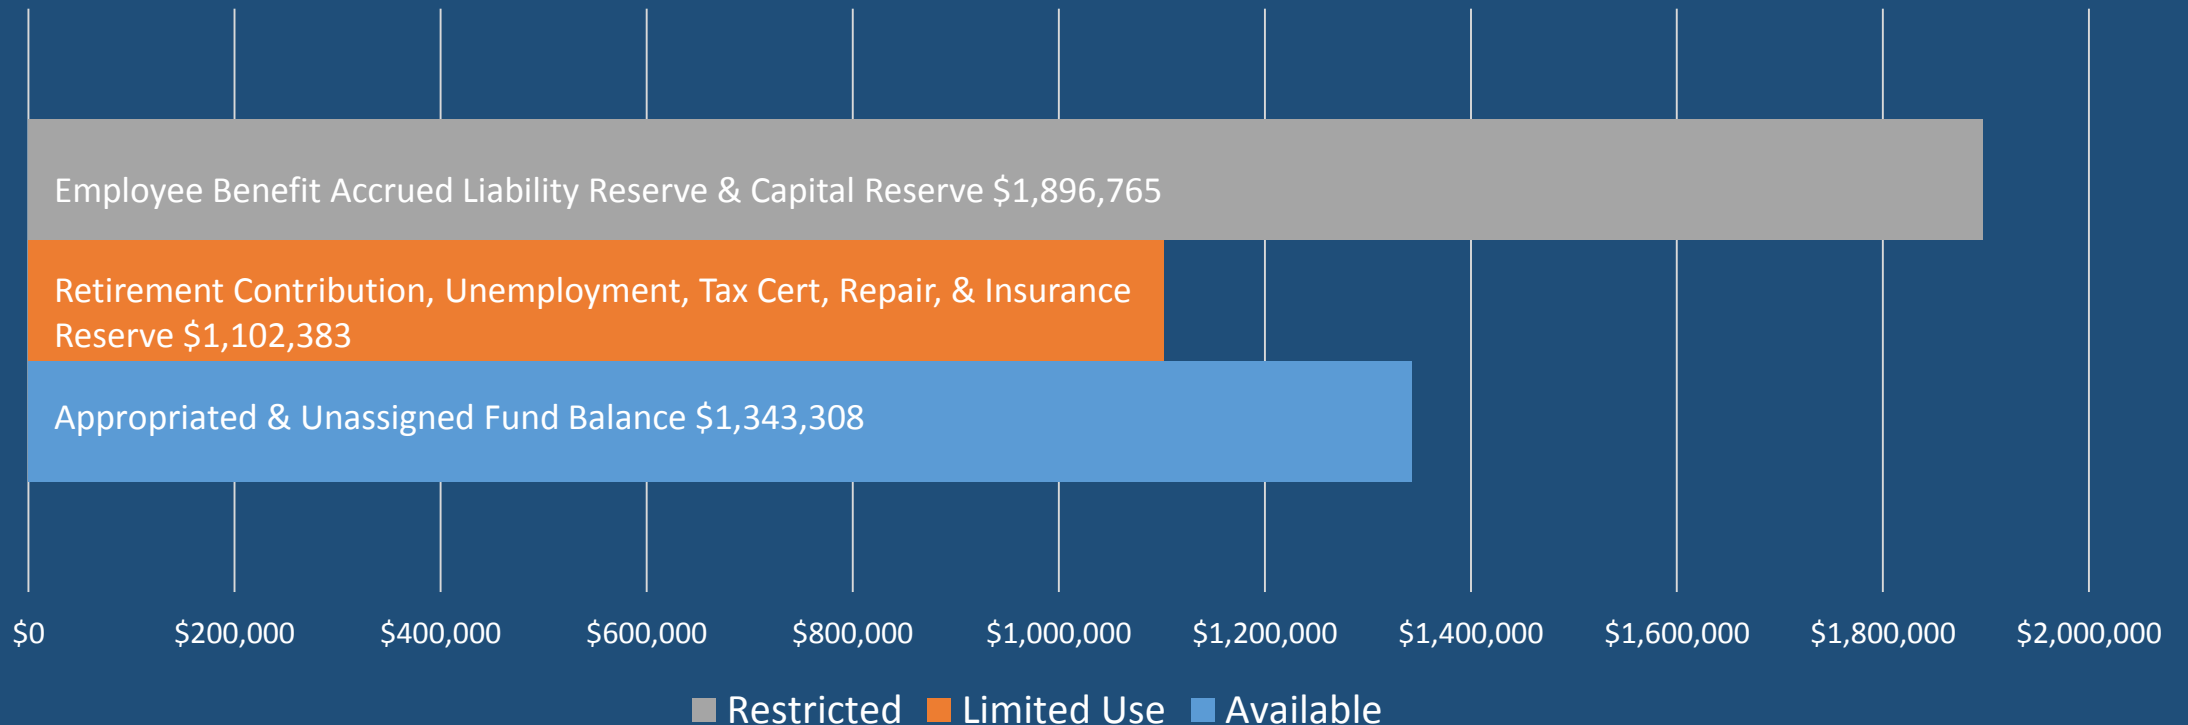 Employee Benefit Accrued Liability Reserve & Capital Reserve $1,896,765
Retirement Contribution, Unemployment, Tax Cert, Repair, & Insurance
Reserve $1,102,383
Appropriated & Unassigned Fund Balance $1,343,308
$0 $200,000 $400,000 $600,000 $800,000 $1,000,000 $1,200,000 $1,400,000 $1,600,000 $1,800,000 $2,000,000
Restricted Limited Use Available